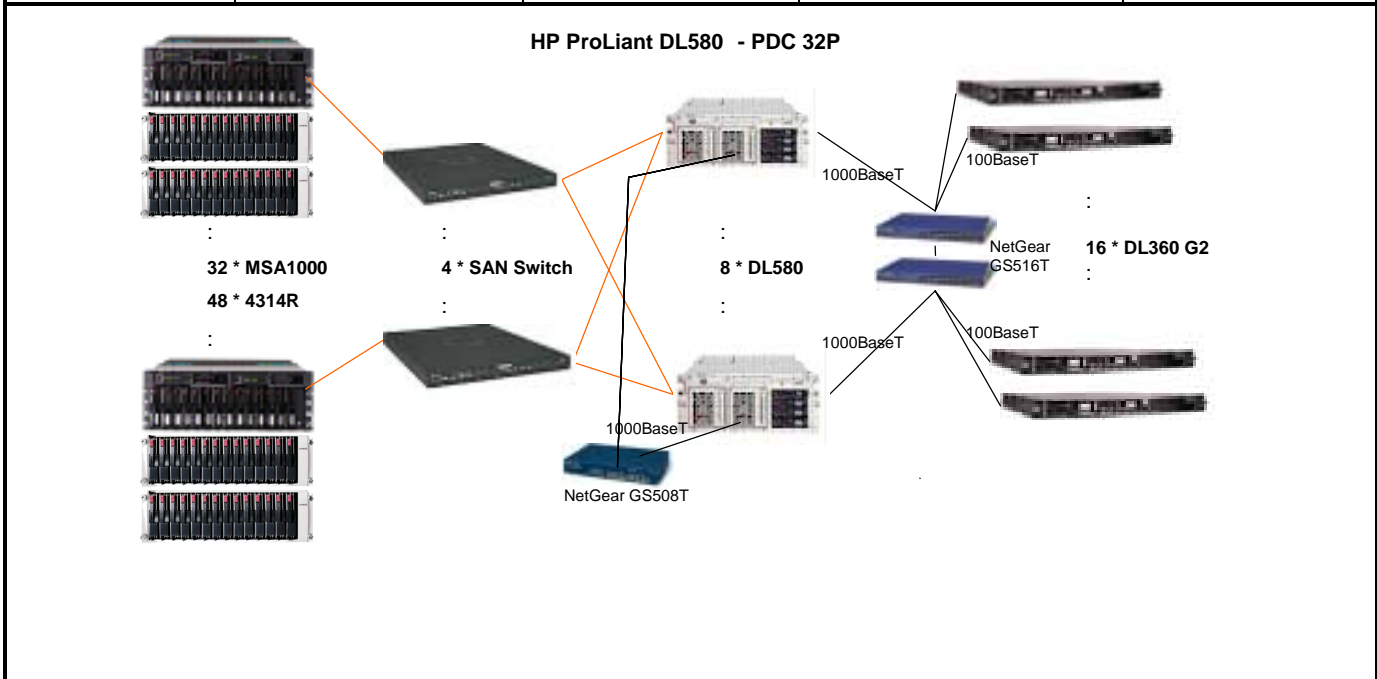 HP ProLiant DL580 - PDC 32P
1000BaseT
100BaseT
:
:
:
:
32 * MSA1000
4 * SAN Switch
8 * DL580
NetGear
GS516T
16 * DL360 G2
48 * 4314R
:
:
:
:
1000BaseT
100BaseT
1000BaseT
NetGear GS508T